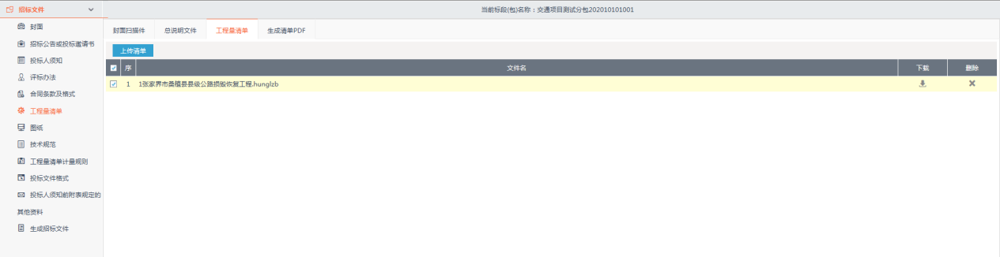 招标文件
当前标段(包)名称：交通项目测试分包202010101001
封面
招标公告或投标邀请书
投标人须知
评标办法
合同条款及格式
工程量清单
图纸
技术规范
工程量清单计量规则
投标文件格式
投标人须知前附表规定的
其他资料
生成招标文件
封面扫描件 总说明文件 工程量清单 生成清单PDF
上传清单
序 文件名 下载 删除
1 1张家界市桑植县县级公路损毁恢复工程.hunglzb